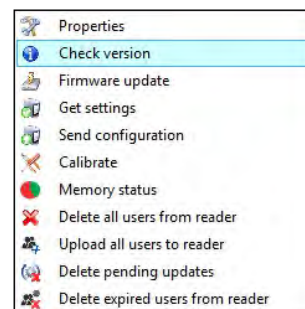 Properties
Check version
Firmware update
Get settings
Send configuration
Calibrate
Memory status
Delete all users from reader
Upload all users to reader
Delete pending updates
Delete expired users from reader